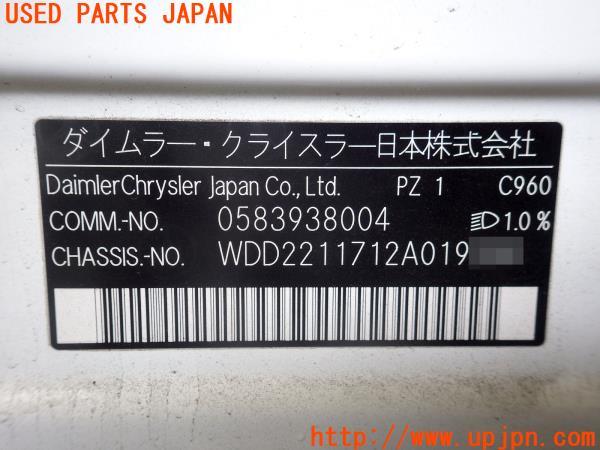 USED PARTS JAPAN
ダイムラー・クライスラー日本株式会社
DaimlerChrysler Japan Co., Ltd. PZ 1 C960
COMM.-NO. 0583938004 1.0%
CHASSIS.-NO. WDD2211712A019
http://www.upjpn.com